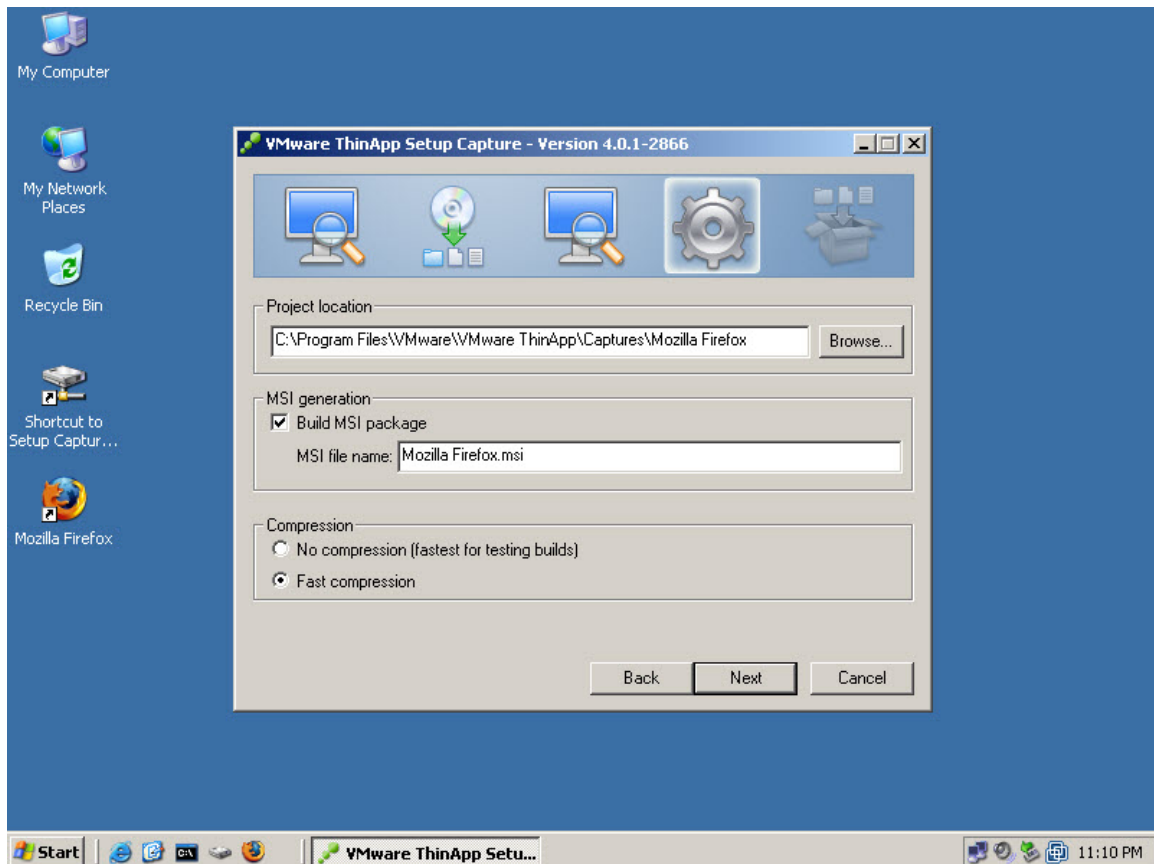 My Computer
My Network
Places
Recycle Bin
Shortcut to
Setup Captur...
Mozilla Firefox
VMware ThinApp Setup Capture - Version 4.0.1-2866
Project location
C:\Program Files\VMware\VMware ThinApp\Captures\Mozilla Firefox
Browse...
MSI generation
Build MSI package
MSI file name: Mozilla Firefox.msi
Compression
No compression (fastest for testing builds)
Fast compression
Back Next Cancel
Start C:\ VMware ThinApp Setu... 11:10 PM